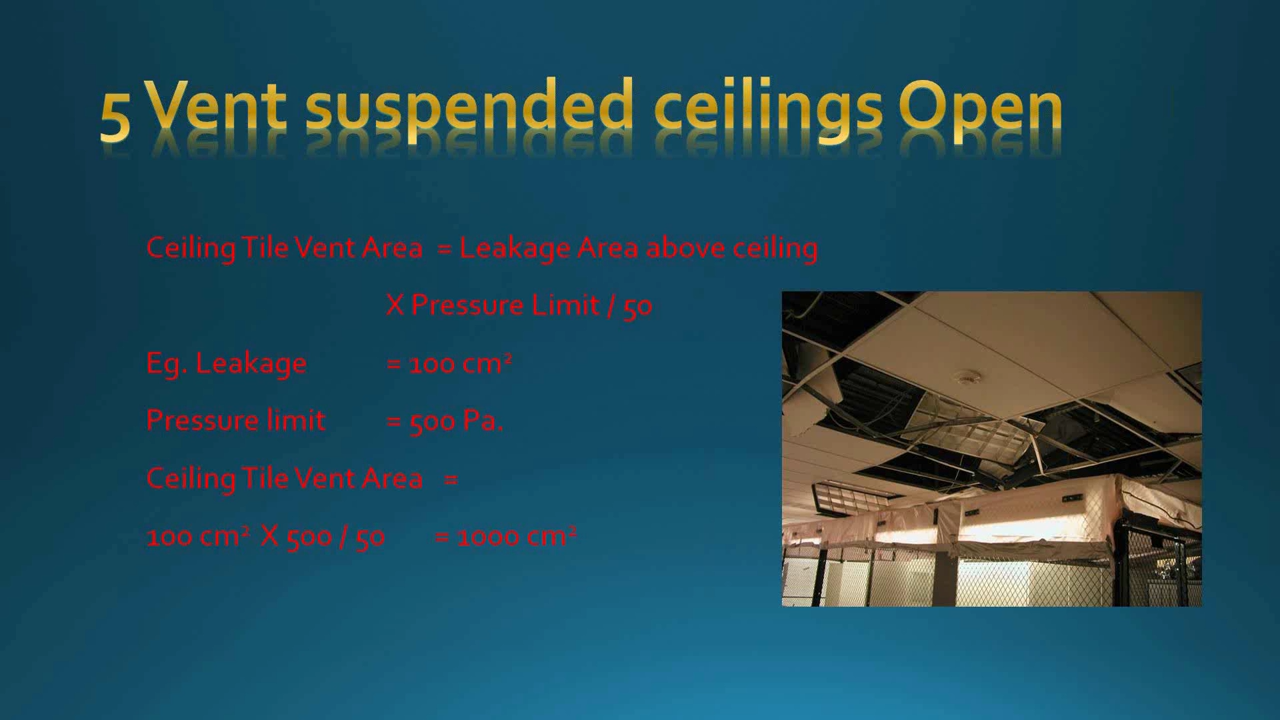 5 Vent suspended ceilings Open
Ceiling Tile Vent Area = Leakage Area above ceiling
X Pressure Limit / 50
Eg. Leakage = 100 cm²
Pressure limit = 500 Pa.
Ceiling Tile Vent Area =
100 cm² X 500 / 50 = 1000 cm²